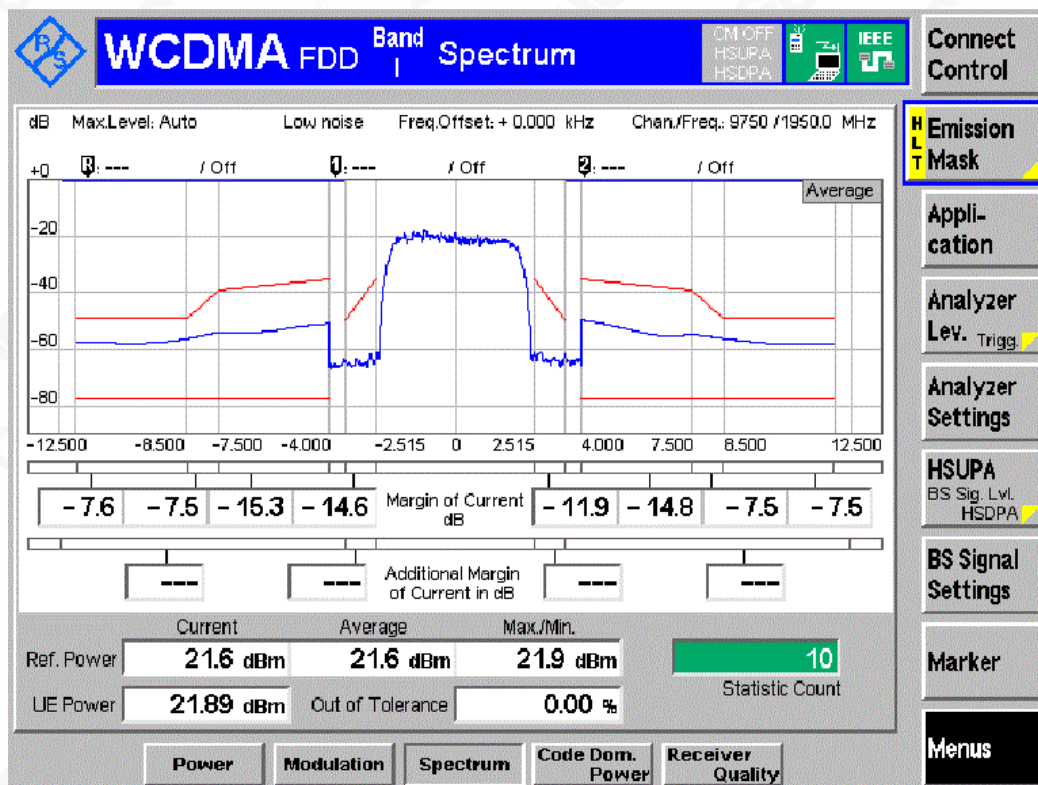 R&S
WCDMA FDD Band I Spectrum
CM OFF
HSUPA
HSDPA
IEEE
Connect Control
dB Max.Level: Auto Low noise Freq.Offset: + 0.000 kHz Chan./Freq.: 9750 / 1950.0 MHz
HLT Emission Mask
R: --- / Off 1: --- / Off 2: --- / Off
Average
+0
-20
-40
-60
-80
-12.500 -8.500 -7.500 -4.000 -2.515 0 2.515 4.000 7.500 8.500 12.500
Appli-
cation
Analyzer
Lev. Trigg.
Analyzer
Settings
- 7.6 - 7.5 - 15.3 - 14.6 Margin of Current dB - 11.9 - 14.8 - 7.5 - 7.5
HSUPA
BS Sig. Lvl.
HSDPA
--- --- Additional Margin of Current in dB --- ---
BS Signal
Settings
Current Average Max./Min.
Ref. Power 21.6 dBm 21.6 dBm 21.9 dBm 10
Statistic Count
UE Power 21.89 dBm Out of Tolerance 0.00 %
Marker
Menus
Power Modulation Spectrum Code Dom. Power Receiver Quality